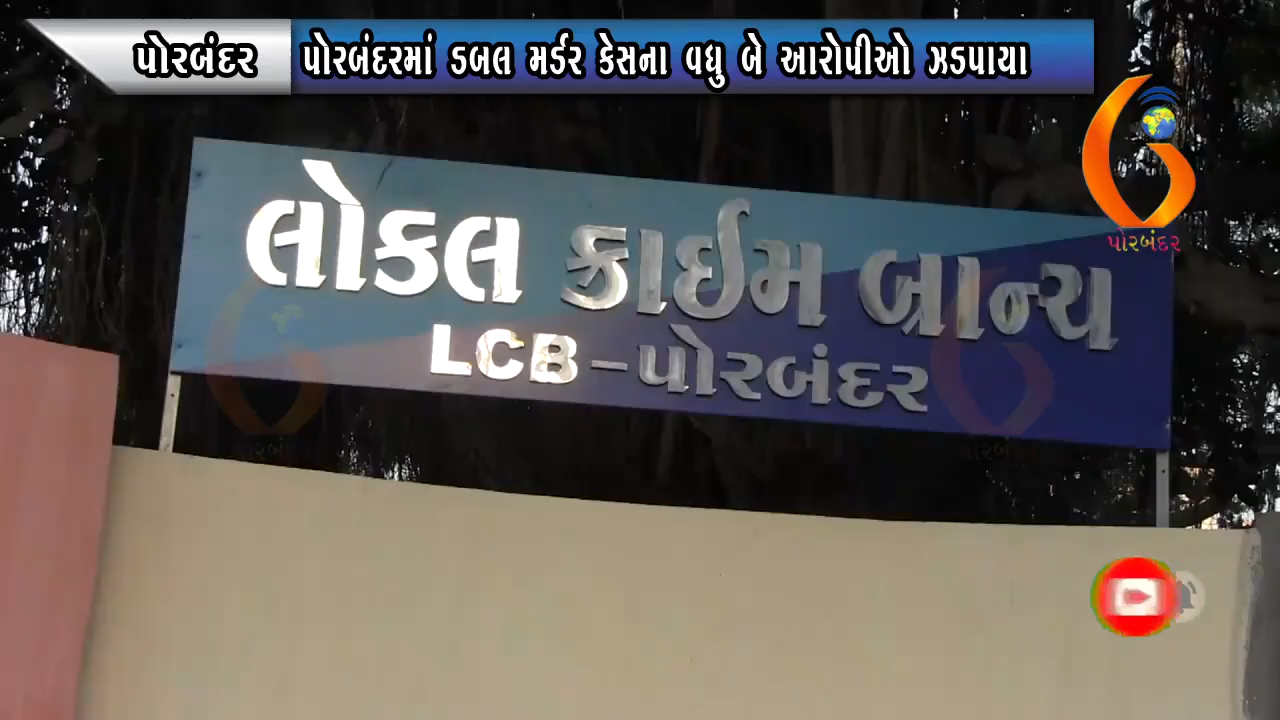 પોરબંદર
પોરબંદરમાં ડબલ મર્ડર કેસના વધુ બે આરોપીઓ ઝડપાયા
પોરબંદર
લોકલ ક્રાઈમ બ્રાન્ચ
LCB-પોરબંદર